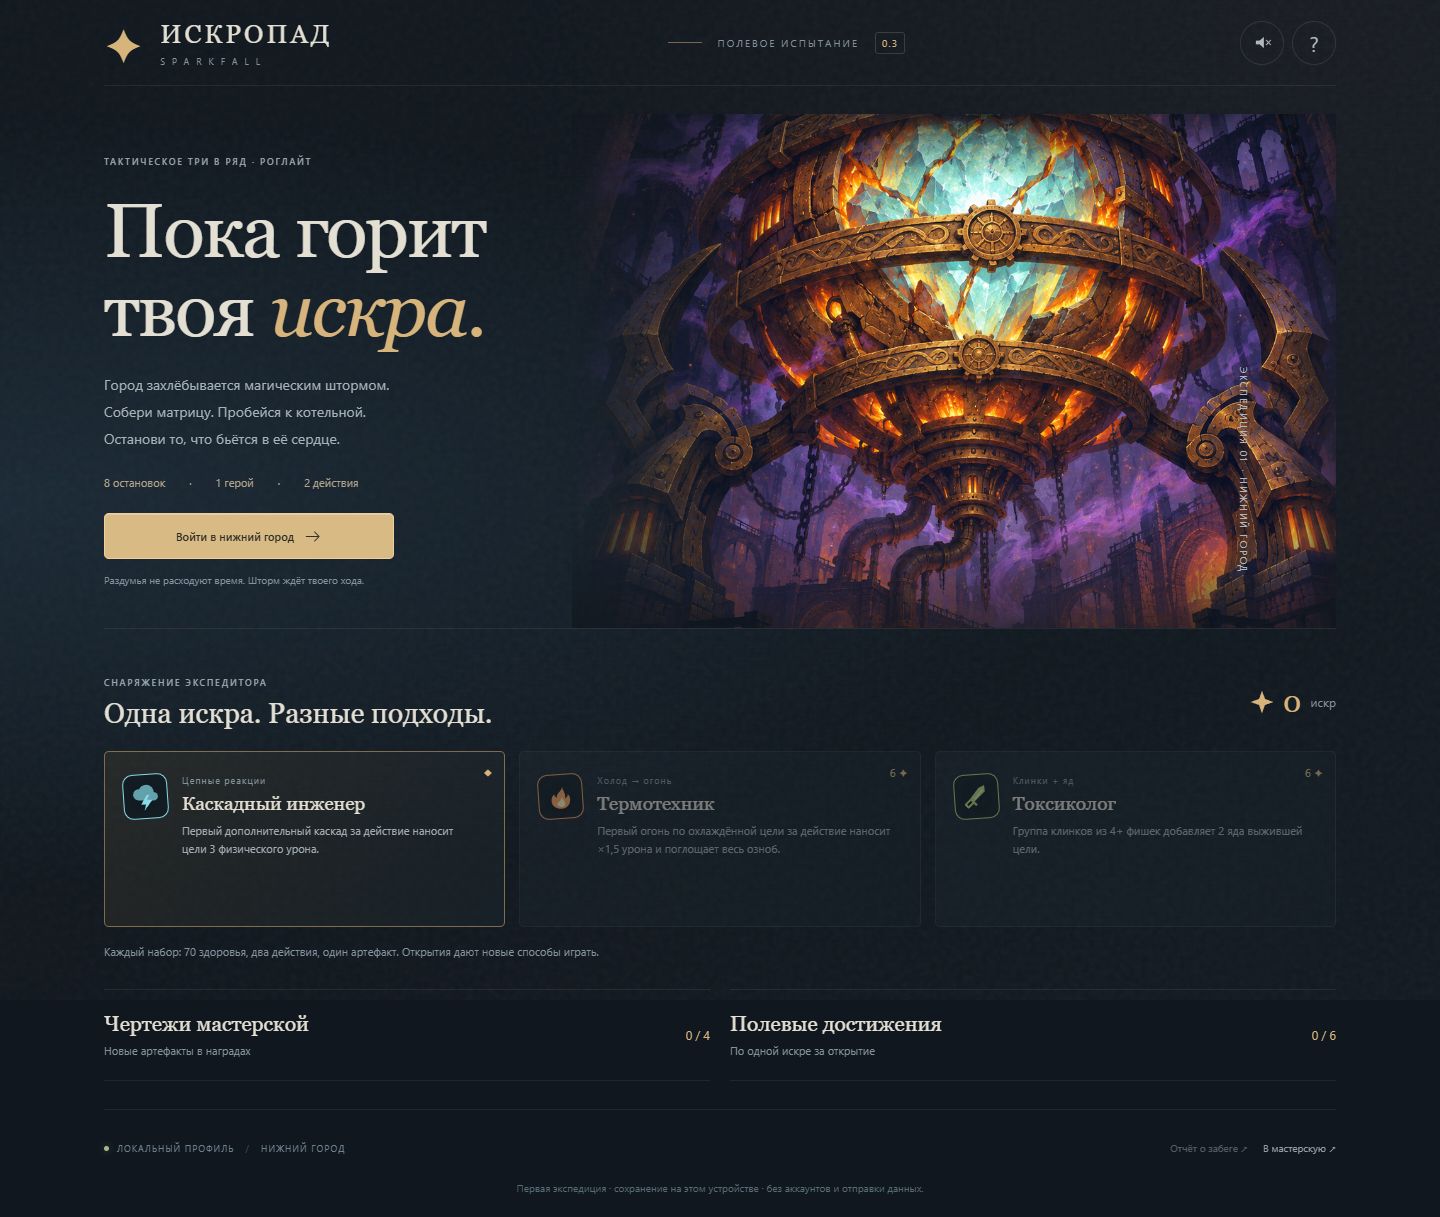 ИСКРОПАД
SPARKFALL
ПОЛЕВОЕ ИСПЫТАНИЕ 0.3
?
ТАКТИЧЕСКОЕ ТРИ В РЯД · РОГЛАЙТ
Пока горит
твоя искра.
Город захлёбывается магическим штормом.
Собери матрицу. Пробейся к котельной.
Останови то, что бьётся в её сердце.
8 остановок · 1 герой · 2 действия
Войти в нижний город →
Раздумья не расходуют время. Шторм ждёт твоего хода.
ЭКСПЕДИЦИЯ 01 · НИЖНИЙ ГОРОД
СНАРЯЖЕНИЕ ЭКСПЕДИТОРА
Одна искра. Разные подходы.
0 искр
Цепные реакции
Каскадный инженер
Первый дополнительный каскад за действие наносит
цели 3 физического урона.
6 ✦
Холод → огонь
Термотехник
Первый огонь по охлаждённой цели за действие наносит
×1,5 урона и поглощает весь озноб.
6 ✦
Клинки + яд
Токсиколог
Группа клинков из 4+ фишек добавляет 2 яда выжившей
цели.
Каждый набор: 70 здоровья, два действия, один артефакт. Открытия дают новые способы играть.
Чертежи мастерской
Новые артефакты в наградах
0 / 4
Полевые достижения
По одной искре за открытие
0 / 6
ЛОКАЛЬНЫЙ ПРОФИЛЬ / НИЖНИЙ ГОРОД
Отчёт о забеге ↗ В мастерскую ↗
Первая экспедиция · сохранение на этом устройстве · без аккаунтов и отправки данных.